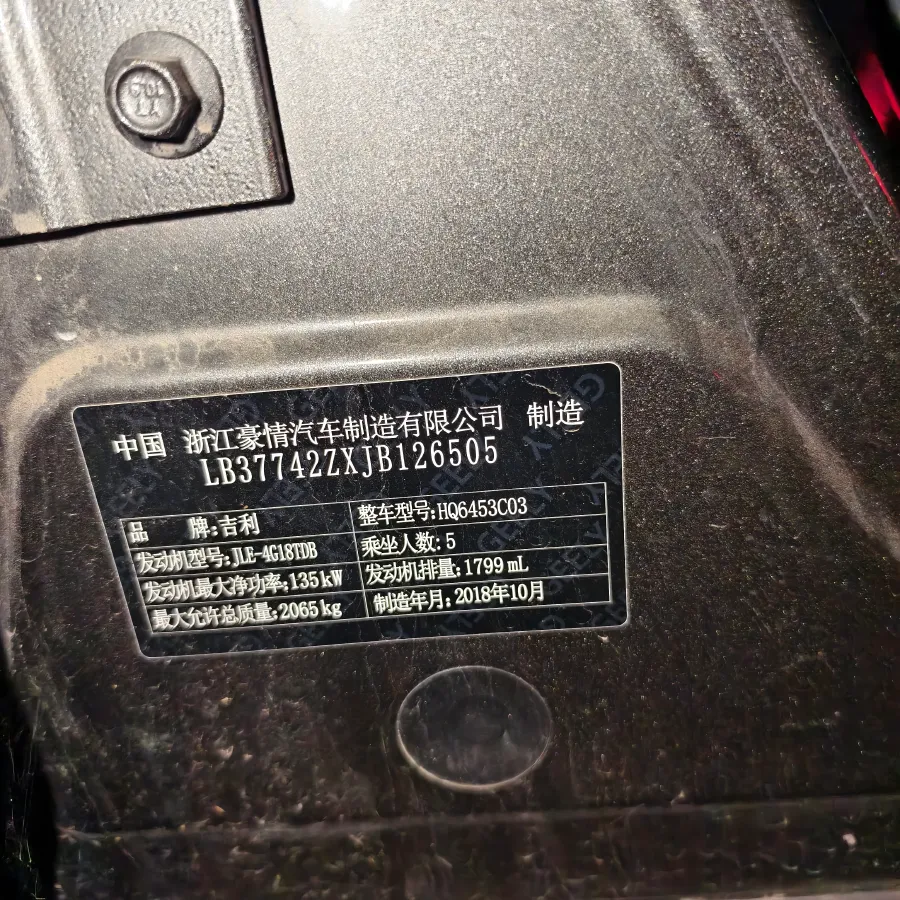 中国 浙江豪情汽车制造有限公司 制造
LB37742ZXJB126505
品 牌:吉利 整车型号:HQ6453C03
发动机型号:JLE-4G18TDB 乘坐人数:5
发动机最大净功率:135kW 发动机排量:1799mL
最大允许总质量:2065kg 制造年月:2018年10月